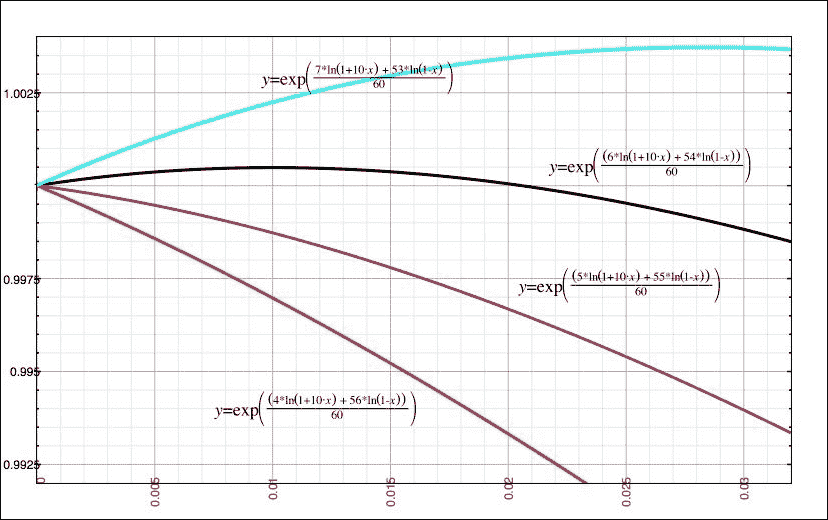 y=exp((7*ln(1+10·x) + 53*ln(1-x))/60)
1.0025
y=exp(((6*ln(1+10·x) + 54*ln(1-x)))/60)
0.9975
y=exp(((5*ln(1+10·x) + 55*ln(1-x)))/60)
0.995
y=exp(((4*ln(1+10·x) + 56*ln(1-x)))/60)
0.9925
0 0.005 0.01 0.015 0.02 0.025 0.03